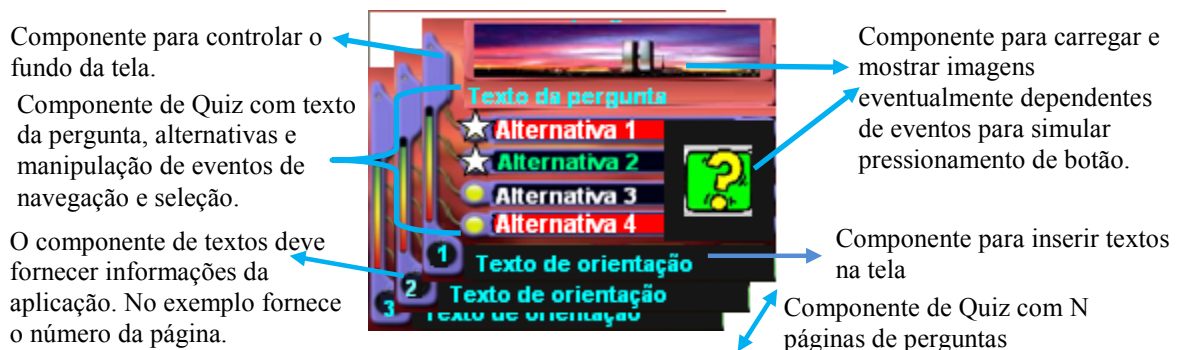 Componente para controlar o
fundo da tela.
Componente de Quiz com texto
da pergunta, alternativas e
manipulação de eventos de
navegação e seleção.
O componente de textos deve
fornecer informações da
aplicação. No exemplo fornece
o número da página.
Texto da pergunta
Alternativa 1
Alternativa 2
Alternativa 3
Alternativa 4
1 Texto de orientação
2 Texto de orientação
3 Texto de orientação
Componente para carregar e
mostrar imagens
eventualmente dependentes
de eventos para simular
pressionamento de botão.
Componente para inserir textos
na tela
Componente de Quiz com N
páginas de perguntas